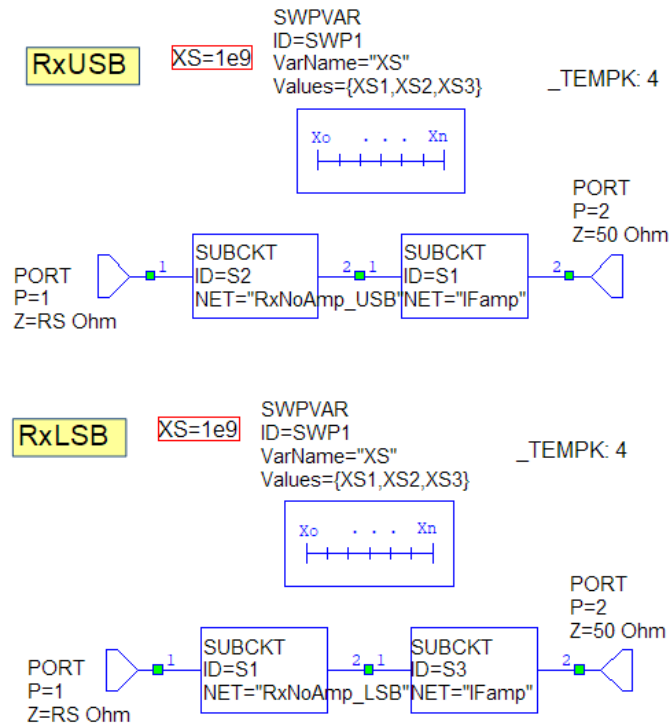 RxUSB
XS=1e9
SWPVAR
ID=SWP1
VarName="XS"
Values={XS1,XS2,XS3}
_TEMPK: 4
Xo . . . Xn
PORT
P=1
Z=RS Ohm
1
SUBCKT
ID=S2
NET="RxNoAmp_USB"
2
1
SUBCKT
ID=S1
NET="IFamp"
2
PORT
P=2
Z=50 Ohm
RxLSB
XS=1e9
SWPVAR
ID=SWP1
VarName="XS"
Values={XS1,XS2,XS3}
_TEMPK: 4
Xo . . . Xn
PORT
P=1
Z=RS Ohm
1
SUBCKT
ID=S1
NET="RxNoAmp_LSB"
2
1
SUBCKT
ID=S3
NET="IFamp"
2
PORT
P=2
Z=50 Ohm